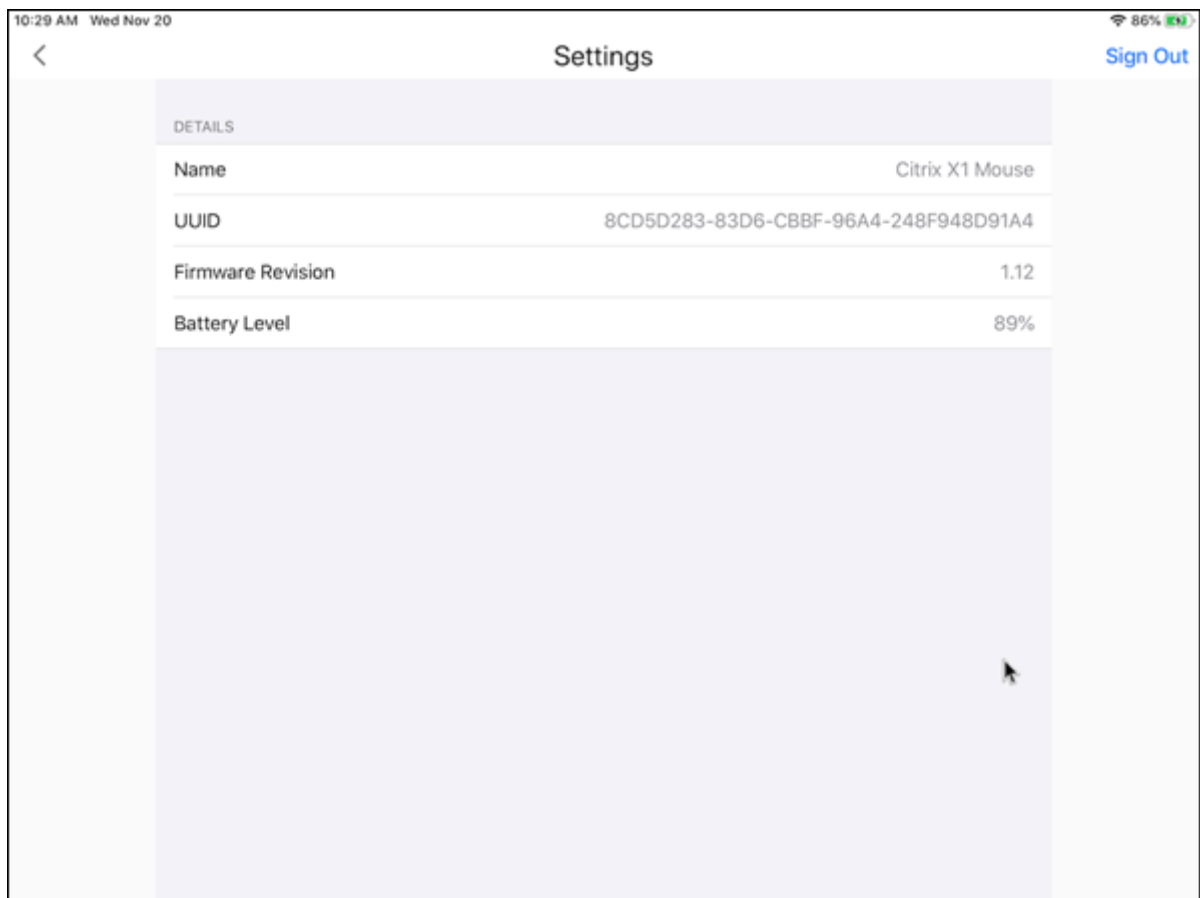 10:29 AM Wed Nov 20 86%
Settings Sign Out
DETAILS
Name Citrix X1 Mouse
UUID 8CD5D283-83D6-CBBF-96A4-248F948D91A4
Firmware Revision 1.12
Battery Level 89%